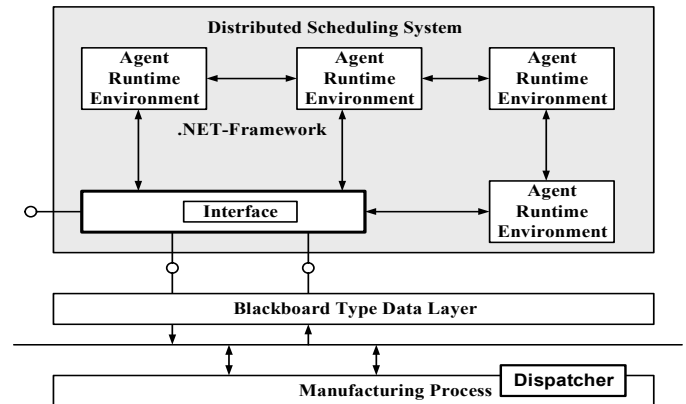 Distributed Scheduling System
Agent
Runtime
Environment
Agent
Runtime
Environment
Agent
Runtime
Environment
.NET-Framework
Agent
Runtime
Environment
Interface
Blackboard Type Data Layer
Dispatcher
Manufacturing Process